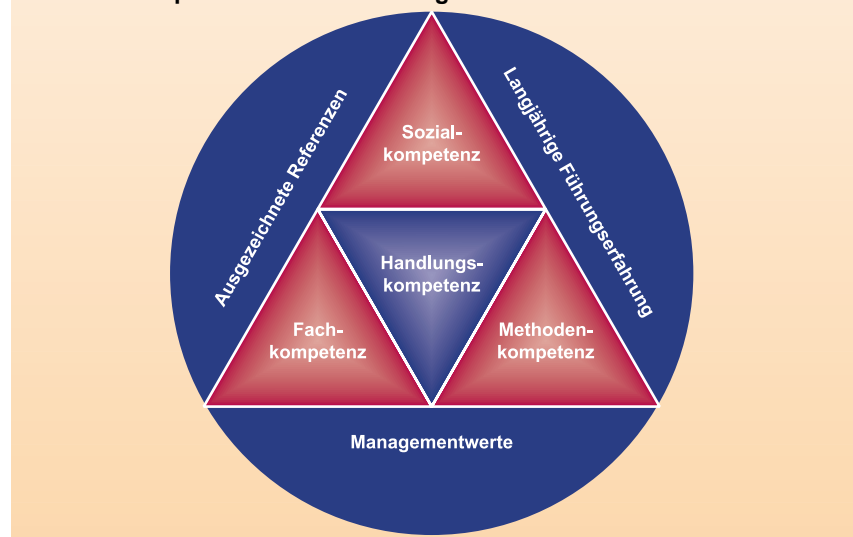 Ausgezeichnete Referenzen
Langjährige Führungserfahrung
Sozial-
kompetenz
Handlungs-
kompetenz
Fach-
kompetenz
Methoden-
kompetenz
Managementwerte